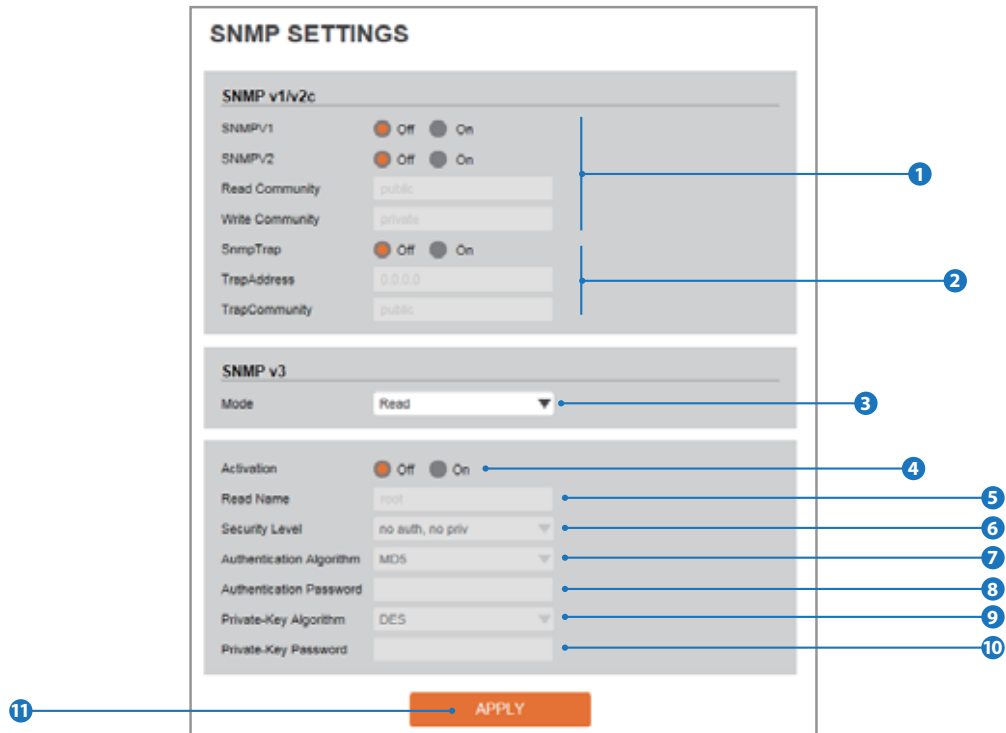 SNMP SETTINGS
SNMP v1/v2c
SNMPV1 Off On
SNMPV2 Off On
1
Read Community public
Write Community private
SnmpTrap Off On
TrapAddress 0.0.0.0
2
TrapCommunity public
SNMP v3
Mode Read
3
Activation Off On
4
Read Name root
5
Security Level no auth, no priv
6
Authentication Algorithm MD5
7
Authentication Password
8
Private-Key Algorithm DES
9
Private-Key Password
10
11
APPLY